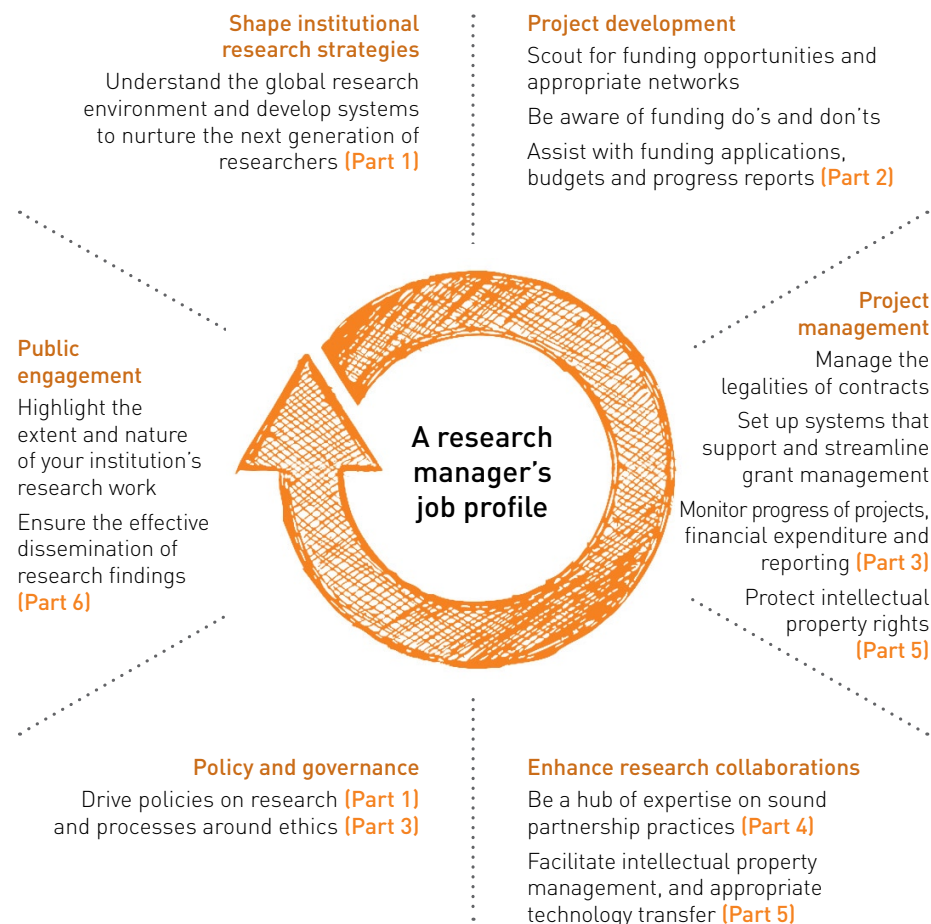 Shape institutional
research strategies
Understand the global research
environment and develop systems
to nurture the next generation of
researchers (Part 1)
Project development
Scout for funding opportunities and
appropriate networks
Be aware of funding do's and don'ts
Assist with funding applications,
budgets and progress reports (Part 2)
Project
management
Manage the
legalities of contracts
Set up systems that
support and streamline
grant management
Monitor progress of projects,
financial expenditure and
reporting (Part 3)
Protect intellectual
property rights
(Part 5)
Public
engagement
Highlight the
extent and nature
of your institution's
research work
Ensure the effective
dissemination of
research findings
(Part 6)
A research
manager's
job profile
Policy and governance
Drive policies on research (Part 1)
and processes around ethics (Part 3)
Enhance research collaborations
Be a hub of expertise on sound
partnership practices (Part 4)
Facilitate intellectual property
management, and appropriate
technology transfer (Part 5)